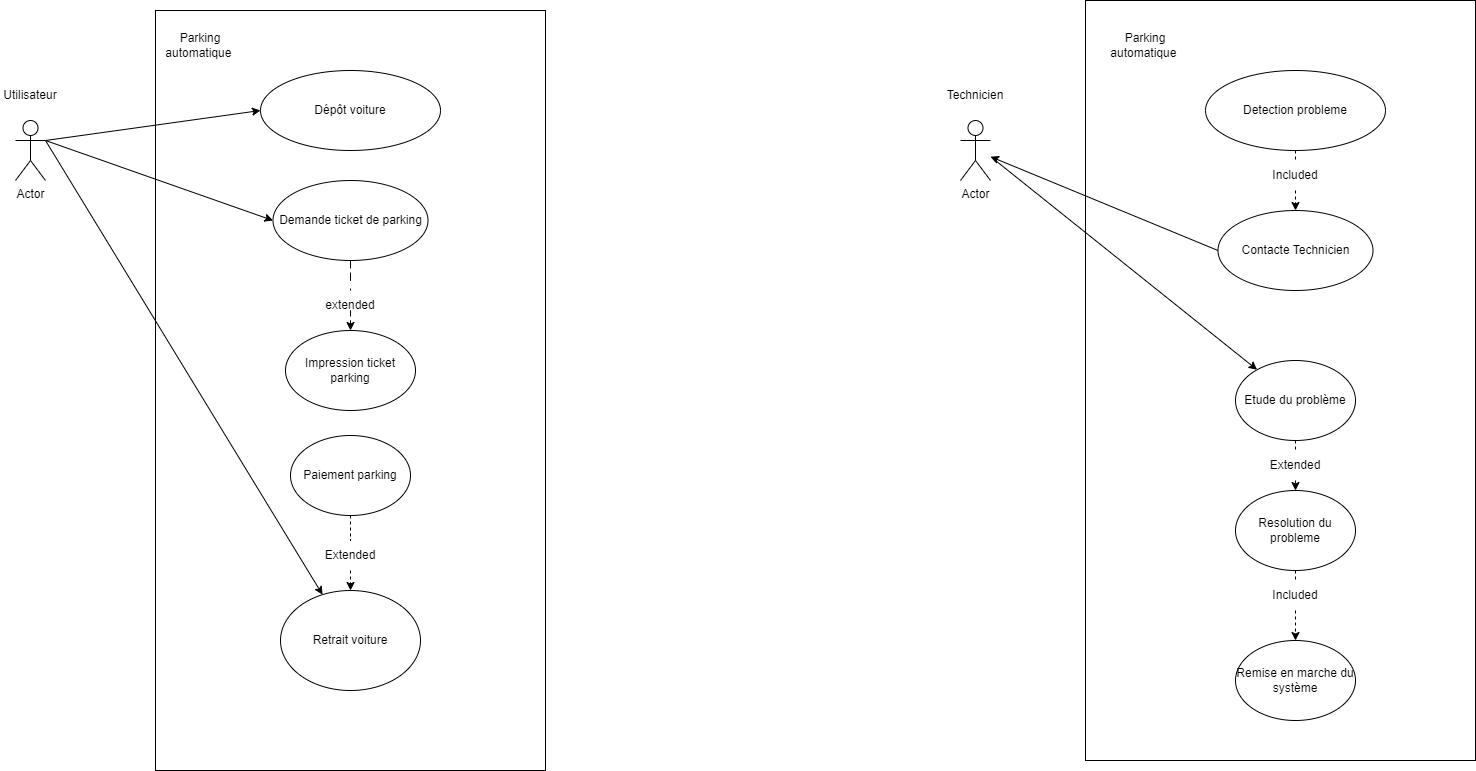 Parking
automatique
Utilisateur
Actor
Dépôt voiture
Demande ticket de parking
extended
Impression ticket
parking
Paiement parking
Extended
Retrait voiture
Parking
automatique
Technicien
Actor
Detection probleme
Included
Contacte Technicien
Etude du problème
Extended
Resolution du
probleme
Included
Remise en marche du
système